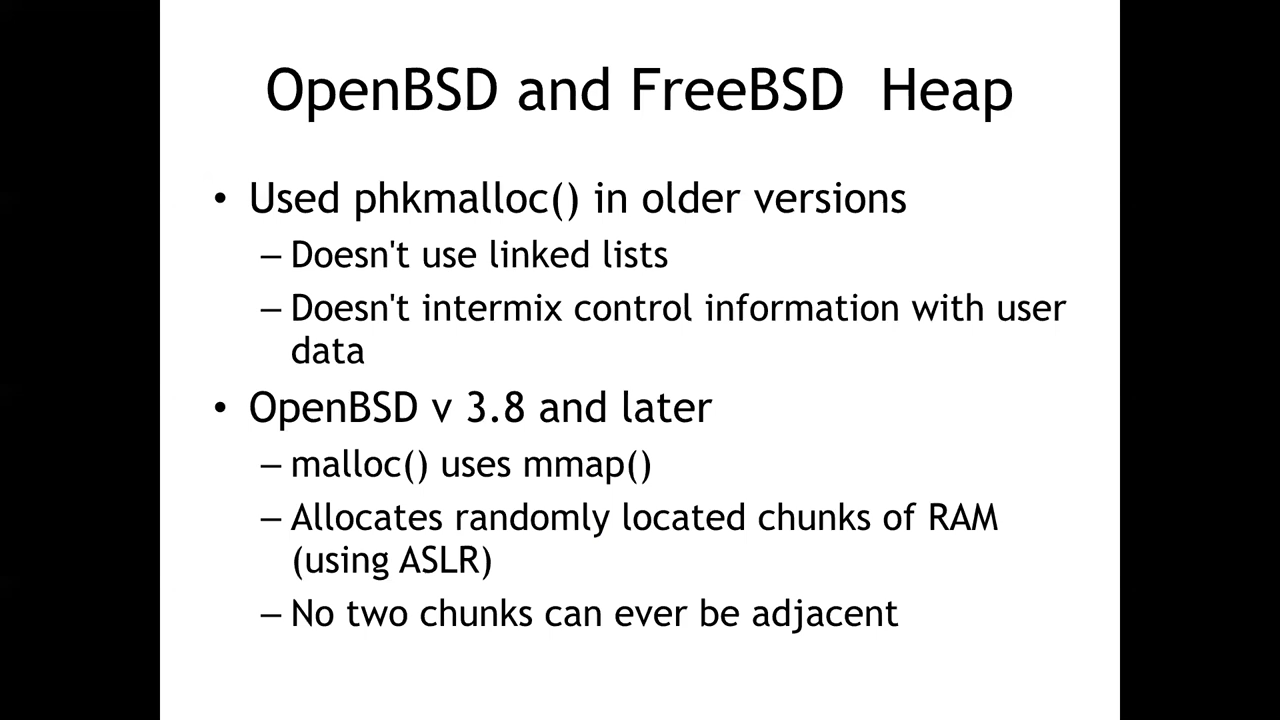 OpenBSD and FreeBSD  Heap
• Used phkmalloc() in older versions
– Doesn't use linked lists
– Doesn't intermix control information with user
data
• OpenBSD v 3.8 and later
– malloc() uses mmap()
– Allocates randomly located chunks of RAM
(using ASLR)
– No two chunks can ever be adjacent